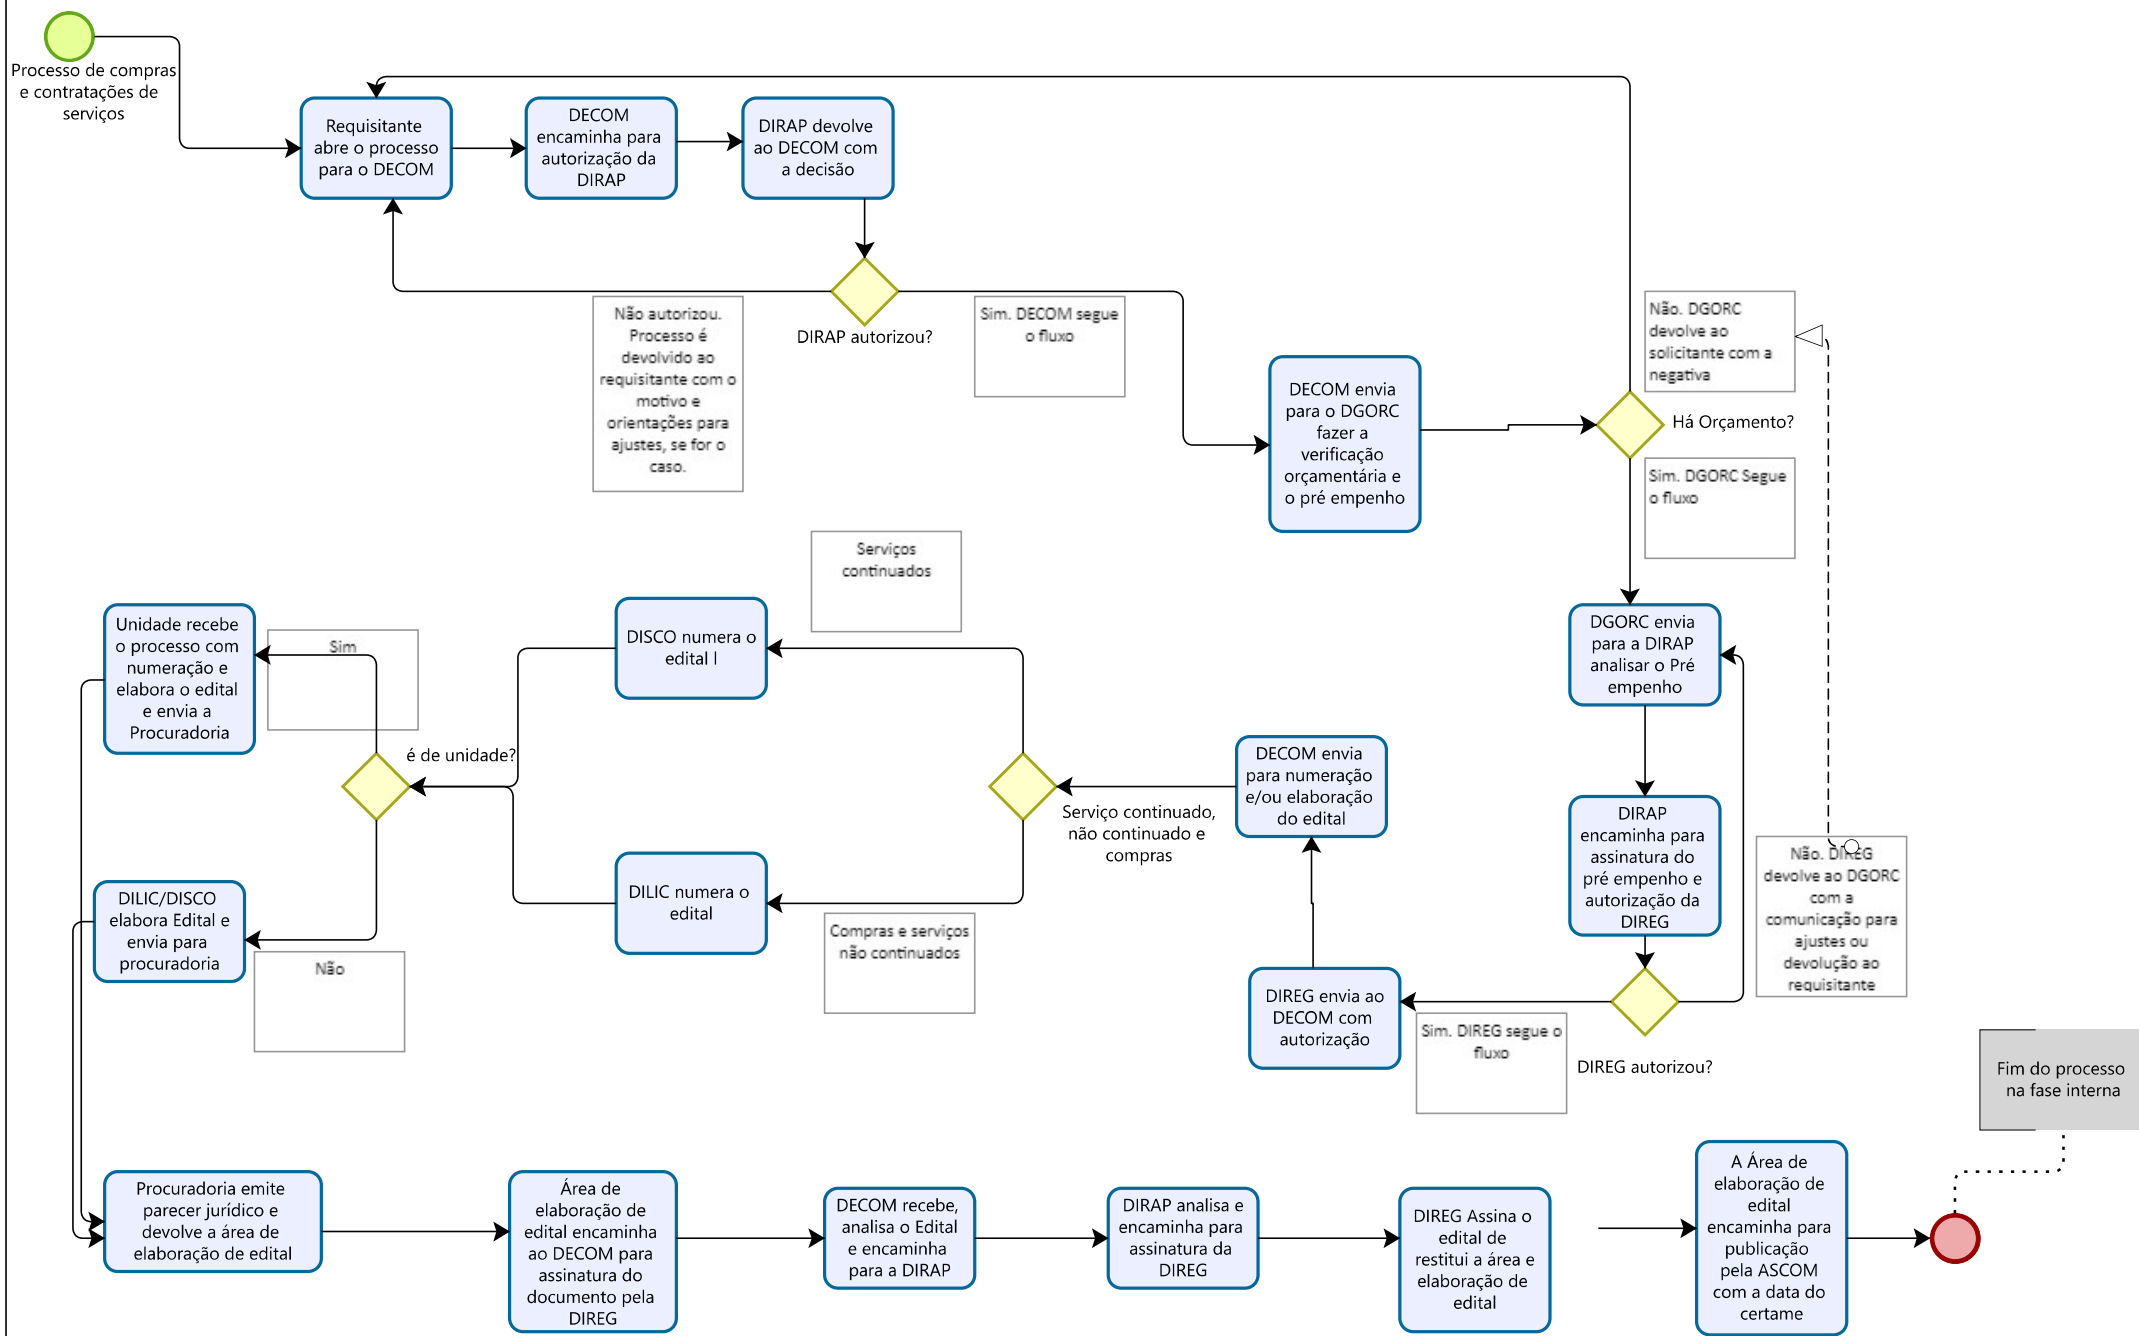 Processo de compras
e contratações de
serviços
Requisitante
abre o processo
para o DECOM
DECOM
encaminha para
autorização da
DIRAP
DIRAP devolve
ao DECOM com
a decisão
DIRAP autorizou?
Não autorizou.
Processo é
devolvido ao
requisitante com o
motivo e
orientações para
ajustes, se for o
caso.
Sim. DECOM segue
o fluxo
DECOM envia
para o DGORC
fazer a
verificação
orçamentária e
o pré empenho
Não. DGORC
devolve ao
solicitante com a
negativa
Há Orçamento?
Sim. DGORC Segue
o fluxo
DGORC envia
para a DIRAP
analisar o Pré
empenho
DIRAP
encaminha para
assinatura do
pré empenho e
autorização da
DIREG
Não. DIREG
devolve ao DGORC
com a
comunicação para
ajustes ou
devolução ao
requisitante
DIREG autorizou?
Sim. DIREG segue o
fluxo
DIREG envia ao
DECOM com
autorização
DECOM envia
para numeração
e/ou elaboração
do edital
Serviço continuado,
não continuado e
compras
Serviços
continuados
DISCO numera o
edital l
Compras e serviços
não continuados
DILIC numera o
edital
é de unidade?
Sim
Unidade recebe
o processo com
numeração e
elabora o edital
e envia a
Procuradoria
Não
DILIC/DISCO
elabora Edital e
envia para
procuradoria
Procuradoria emite
parecer jurídico e
devolve a área de
elaboração de edital
Área de
elaboração de
edital encaminha
ao DECOM para
assinatura do
documento pela
DIREG
DECOM recebe,
analisa o Edital
e encaminha
para a DIRAP
DIRAP analisa e
encaminha para
assinatura da
DIREG
DIREG Assina o
edital de
restitui a área e
elaboração de
edital
A Área de
elaboração de
edital
encaminha para
publicação
pela ASCOM
com a data do
certame
Fim do processo
na fase interna